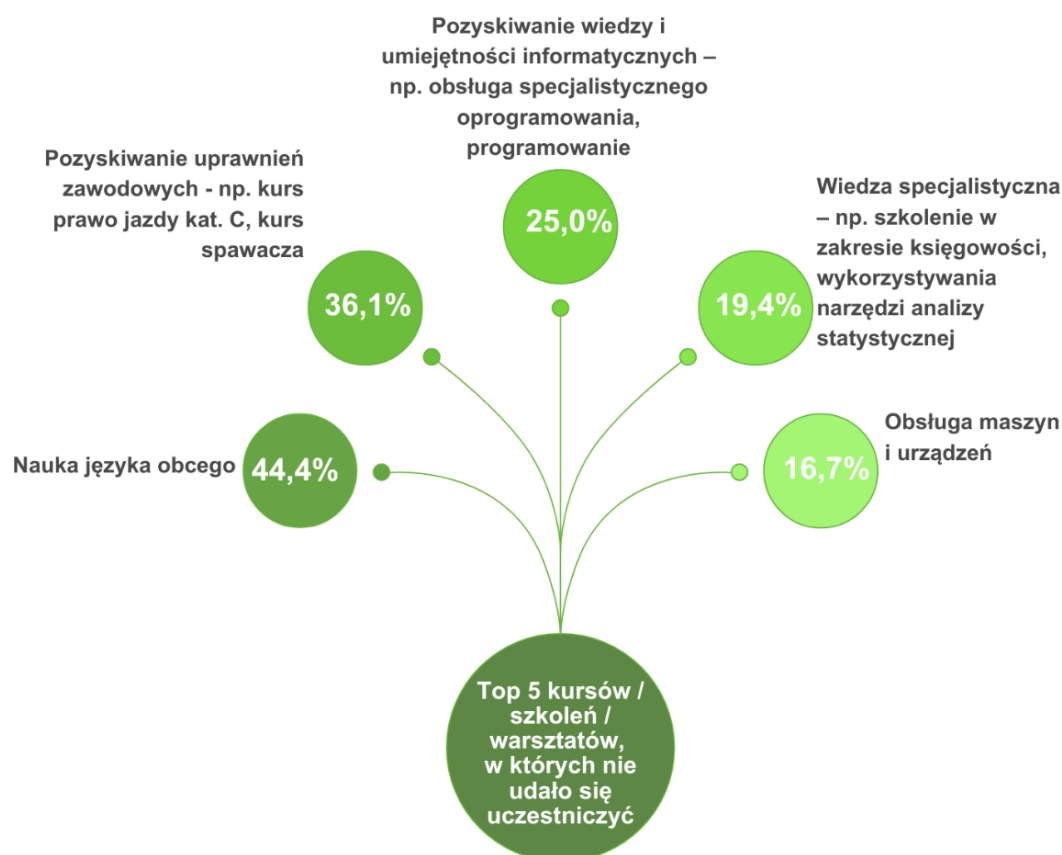 Pozyskiwanie wiedzy i
umiejętności informatycznych –
np. obsługa specjalistycznego
oprogramowania,
programowanie
25,0%
Pozyskiwanie uprawnień
zawodowych - np. kurs
prawo jazdy kat. C, kurs
spawacza
36,1%
Wiedza specjalistyczna
– np. szkolenie w
zakresie księgowości,
wykorzystywania
narzędzi analizy
statystycznej
19,4%
Nauka języka obcego
44,4%
Obsługa maszyn
i urządzeń
16,7%
Top 5 kursów /
szkoleń /
warsztatów,
w których nie
udało się
uczestniczyć